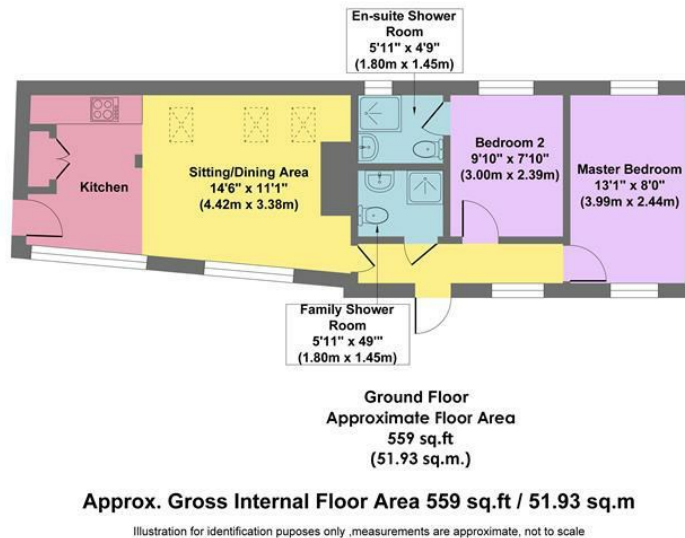 En-suite Shower
Room
5'11" x 4'9"
(1.80m x 1.45m)
Kitchen
Sitting/Dining Area
14'6" x 11'1"
(4.42m x 3.38m)
Bedroom 2
9'10" x 7'10"
(3.00m x 2.39m)
Master Bedroom
13'1" x 8'0"
(3.99m x 2.44m)
Family Shower
Room
5'11" x 49'"
(1.80m x 1.45m)
Ground Floor
Approximate Floor Area
559 sq.ft
(51.93 sq.m.)
Approx. Gross Internal Floor Area 559 sq.ft / 51.93 sq.m
Illustration for identification puposes only ,measurements are approximate, not to scale